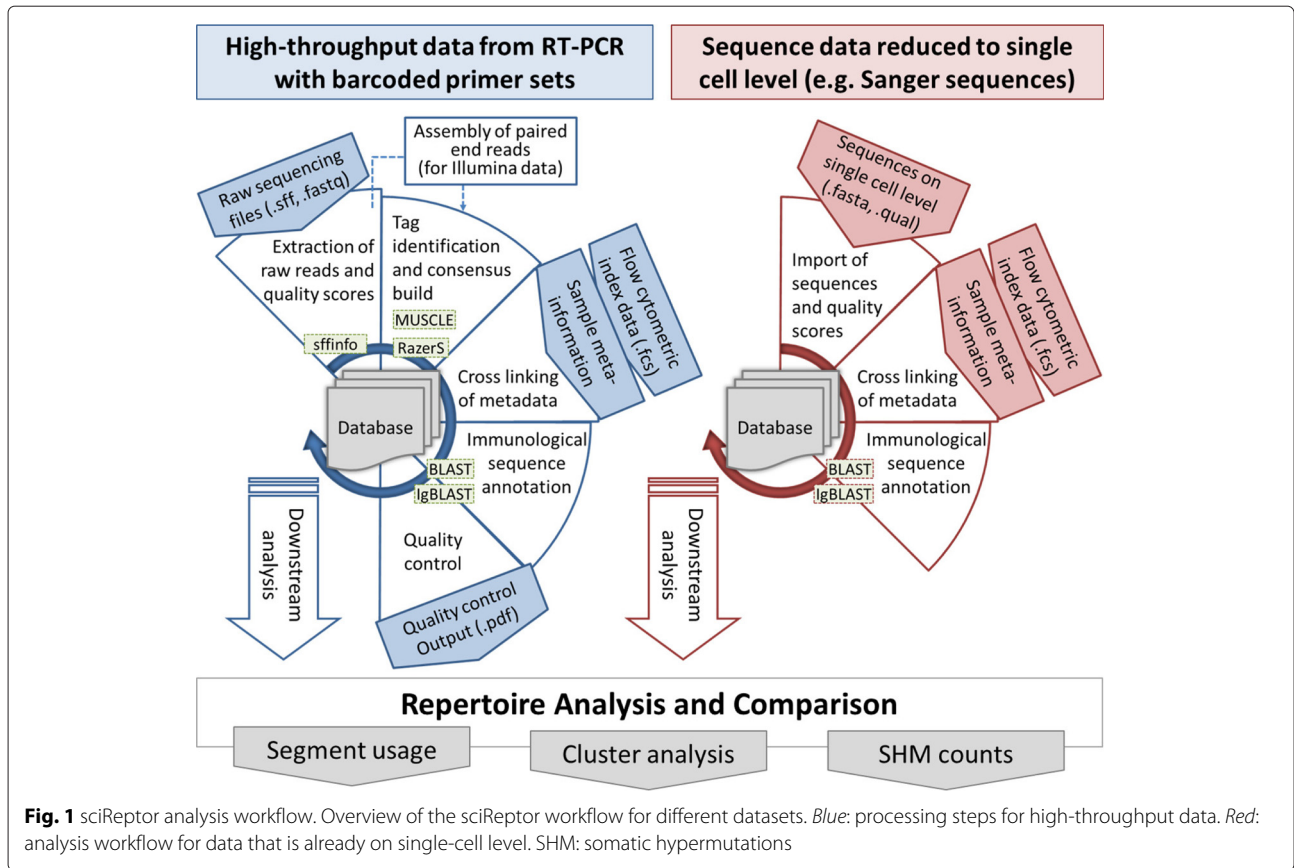 High-throughput data from RT-PCR
with barcoded primer sets
Sequence data reduced to single
cell level (e.g. Sanger sequences)
Assembly of paired
end reads
(for Illumina data)
Raw sequencing
files (.sff, .fastq)
Extraction of
raw reads and
quality scores
sffinfo
Tag
identification
and consensus
build
MUSCLE
RazerS
Flow cytometric
index data (.fcs)
Sample meta-
information
Cross linking
of metadata
Database
Immunological
sequence
annotation
BLAST
IgBLAST
Quality
control
Quality control
Output (.pdf)
Downstream
analysis
Sequences on
single cell level
(.fasta, .qual)
Import of
sequences
and quality
scores
Flow cytometric
index data (.fcs)
Sample meta-
information
Cross linking
of metadata
Database
Immunological
sequence
annotation
BLAST
IgBLAST
Downstream
analysis
Repertoire Analysis and Comparison
Segment usage
Cluster analysis
SHM counts
Fig. 1 sciReptor analysis workflow. Overview of the sciReptor workflow for different datasets. Blue: processing steps for high-throughput data. Red:
analysis workflow for data that is already on single-cell level. SHM: somatic hypermutations